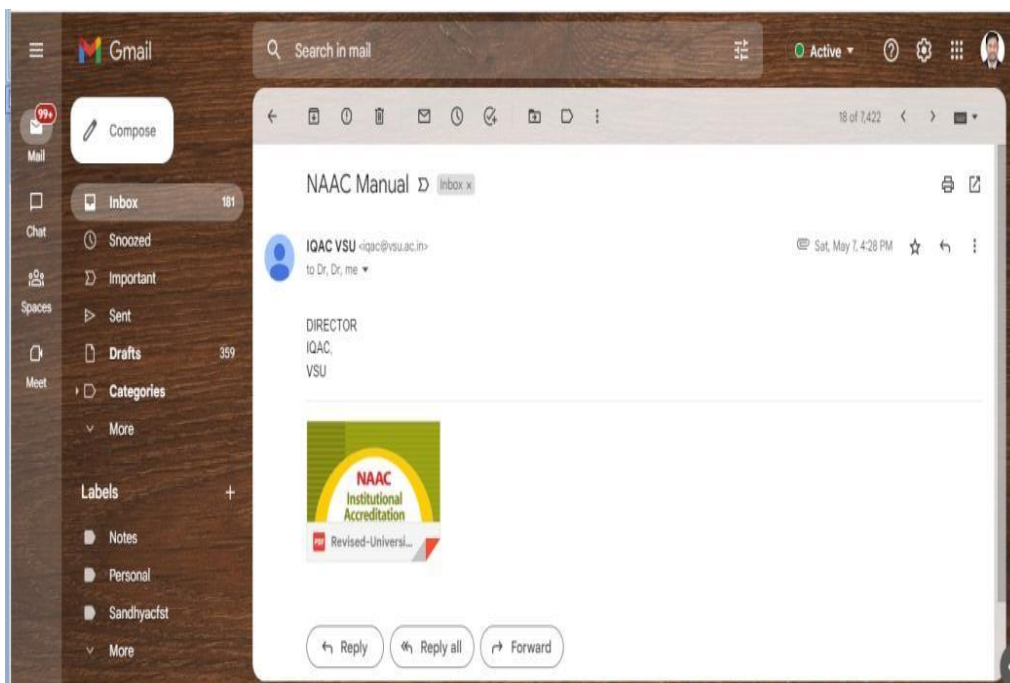 Gmail
Search in mail
Active
99+
Mail
Chat
Spaces
Meet
Compose
Inbox 181
Snoozed
Important
Sent
Drafts 359
Categories
More
Labels +
Notes
Personal
Sandhyacfst
More
18 of 7,422
NAAC Manual Inbox x
IQAC VSU <iqac@vsu.ac.in> Sat, May 7, 4:28 PM
to Dr, Dr, me
DIRECTOR
IQAC,
VSU
NAAC
Institutional
Accreditation
PDF Revised-Universi...
Reply Reply all Forward